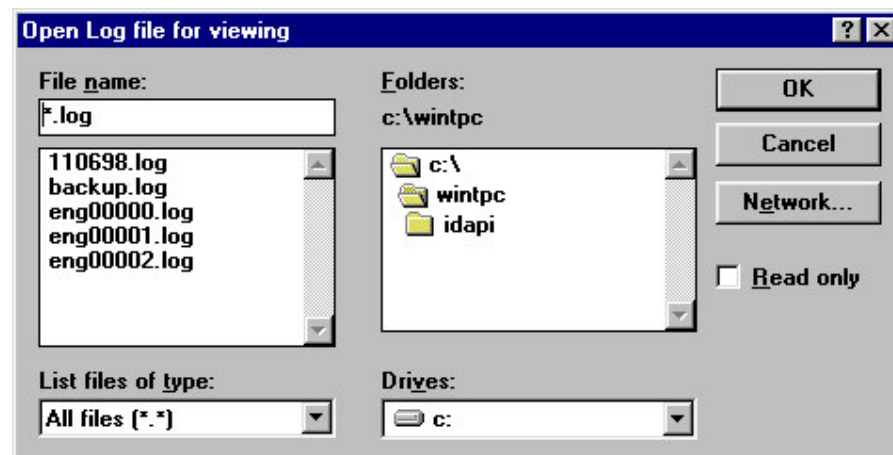 Open Log file for viewing
File name:
*.log
110698.log
backup.log
eng00000.log
eng00001.log
eng00002.log
List files of type:
All files (*.*)
Folders:
c:\wintpc
c:\
wintpc
idapi
Drives:
c:
OK
Cancel
Network...
Read only